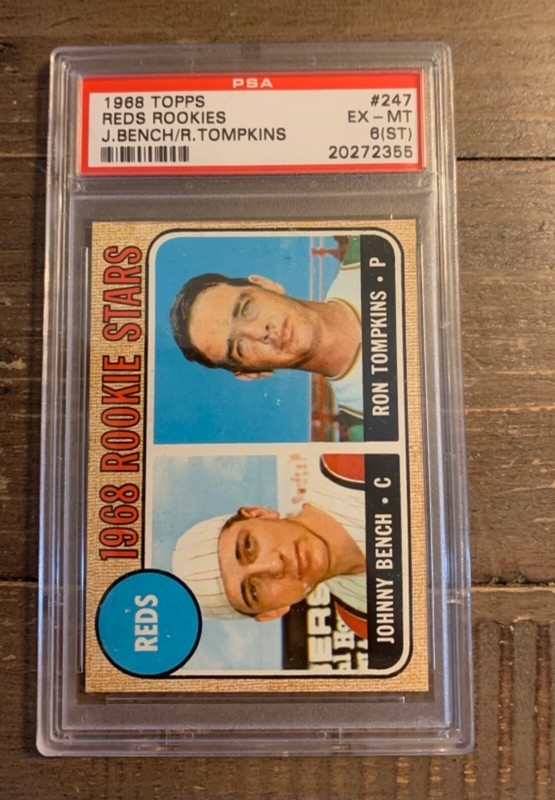 PSA
1968 TOPPS #247
REDS ROOKIES EX - MT
J.BENCH/R.TOMPKINS 6(ST)
20272355
1968 ROOKIE STARS
REDS
JOHNNY BENCH • C
RON TOMPKINS • P
ERS